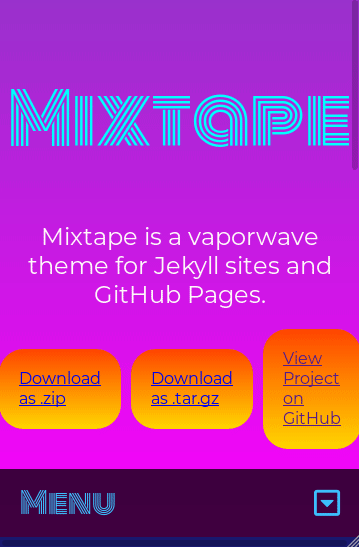 Mixtape
Mixtape is a vaporwave
theme for Jekyll sites and
GitHub Pages.
Download
as .zip
Download
as .tar.gz
View
Project
on
GitHub
Menu